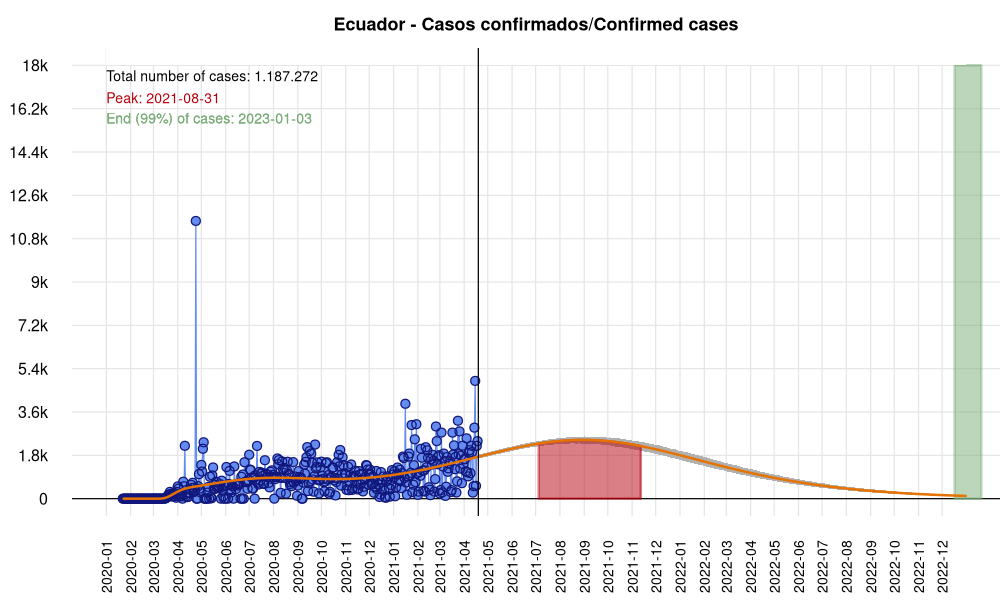 Ecuador - Casos confirmados/Confirmed cases
Total number of cases: 1.187.272
Peak: 2021-08-31
End (99%) of cases: 2023-01-03
18k
16.2k
14.4k
12.6k
10.8k
9k
7.2k
5.4k
3.6k
1.8k
0
2020-01
2020-02
2020-03
2020-04
2020-05
2020-06
2020-07
2020-08
2020-09
2020-10
2020-11
2020-12
2021-01
2021-02
2021-03
2021-04
2021-05
2021-06
2021-07
2021-08
2021-09
2021-10
2021-11
2021-12
2022-01
2022-02
2022-03
2022-04
2022-05
2022-06
2022-07
2022-08
2022-09
2022-10
2022-11
2022-12